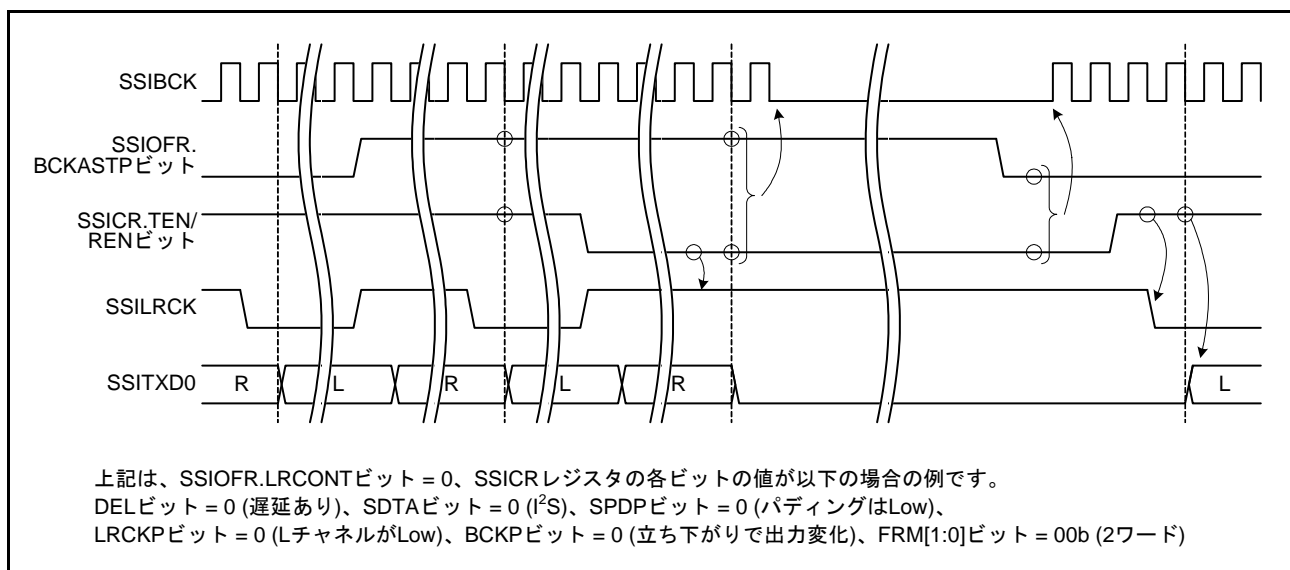 SSIBCK
SSIOFR.
BCKASTPビット
SSICR.TEN/
RENビット
SSILRCK
SSITXD0 R L R L R L
上記は、SSIOFR.LRCONTビット = 0、SSICRレジスタの各ビットの値が以下の場合の例です。
DELビット = 0 (遅延あり)、SDTAビット = 0 (I²S)、SPDPビット = 0 (パディングはLow)、
LRCKPビット = 0 (LチャネルがLow)、BCKPビット = 0 (立ち下がりで出力変化)、FRM[1:0]ビット = 00b (2ワード)